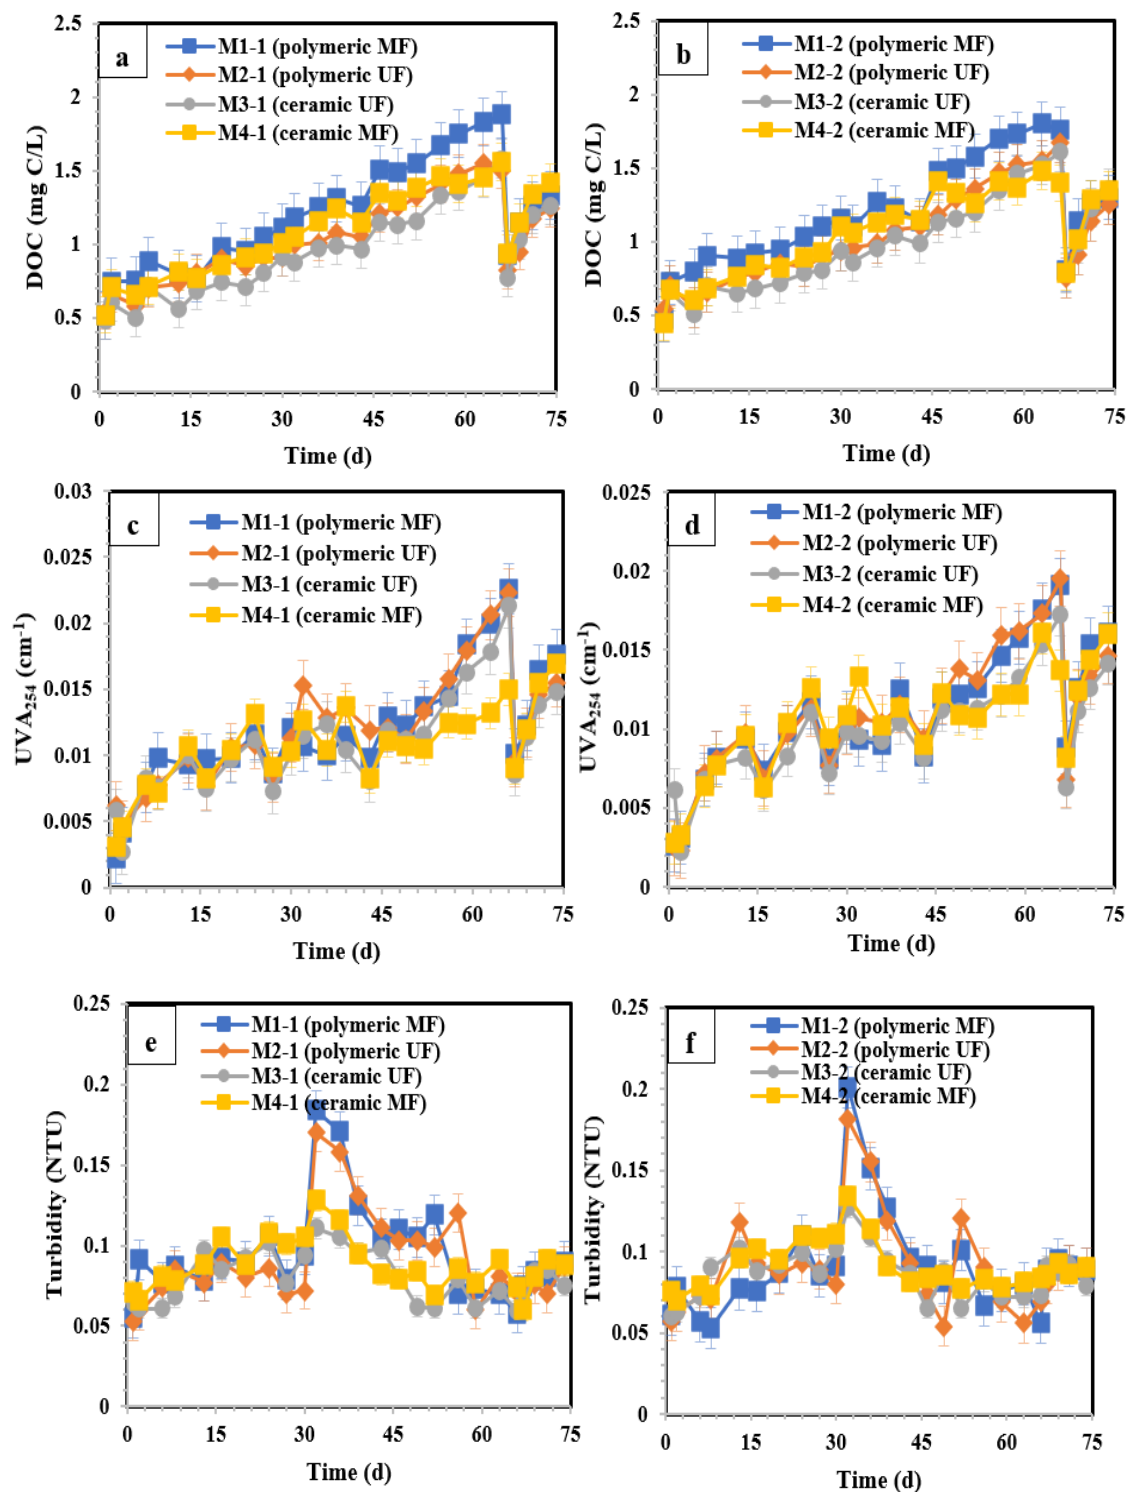 a
M1-1 (polymeric MF)
M2-1 (polymeric UF)
M3-1 (ceramic UF)
M4-1 (ceramic MF)
DOC (mg C/L)
2.5
2
1.5
1
0.5
0
0 15 30 45 60 75
Time (d)
b
M1-2 (polymeric MF)
M2-2 (polymeric UF)
M3-2 (ceramic UF)
M4-2 (ceramic MF)
DOC (mg C/L)
2.5
2
1.5
1
0.5
0
0 15 30 45 60 75
Time (d)
c
M1-1 (polymeric MF)
M2-1 (polymeric UF)
M3-1 (ceramic UF)
M4-1 (ceramic MF)
UVA₂₅₄ (cm⁻¹)
0.03
0.025
0.02
0.015
0.01
0.005
0
0 15 30 45 60 75
Time (d)
d
M1-2 (polymeric MF)
M2-2 (polymeric UF)
M3-2 (ceramic UF)
M4-2 (ceramic MF)
UVA₂₅₄ (cm⁻¹)
0.025
0.02
0.015
0.01
0.005
0
0 15 30 45 60 75
Time (d)
e
M1-1 (polymeric MF)
M2-1 (polymeric UF)
M3-1 (ceramic UF)
M4-1 (ceramic MF)
Turbidity (NTU)
0.25
0.2
0.15
0.1
0.05
0
0 15 30 45 60 75
Time (d)
f
M1-2 (polymeric MF)
M2-2 (polymeric UF)
M3-2 (ceramic UF)
M4-2 (ceramic MF)
Turbidity (NTU)
0.25
0.2
0.15
0.1
0.05
0
0 15 30 45 60 75
Time (d)